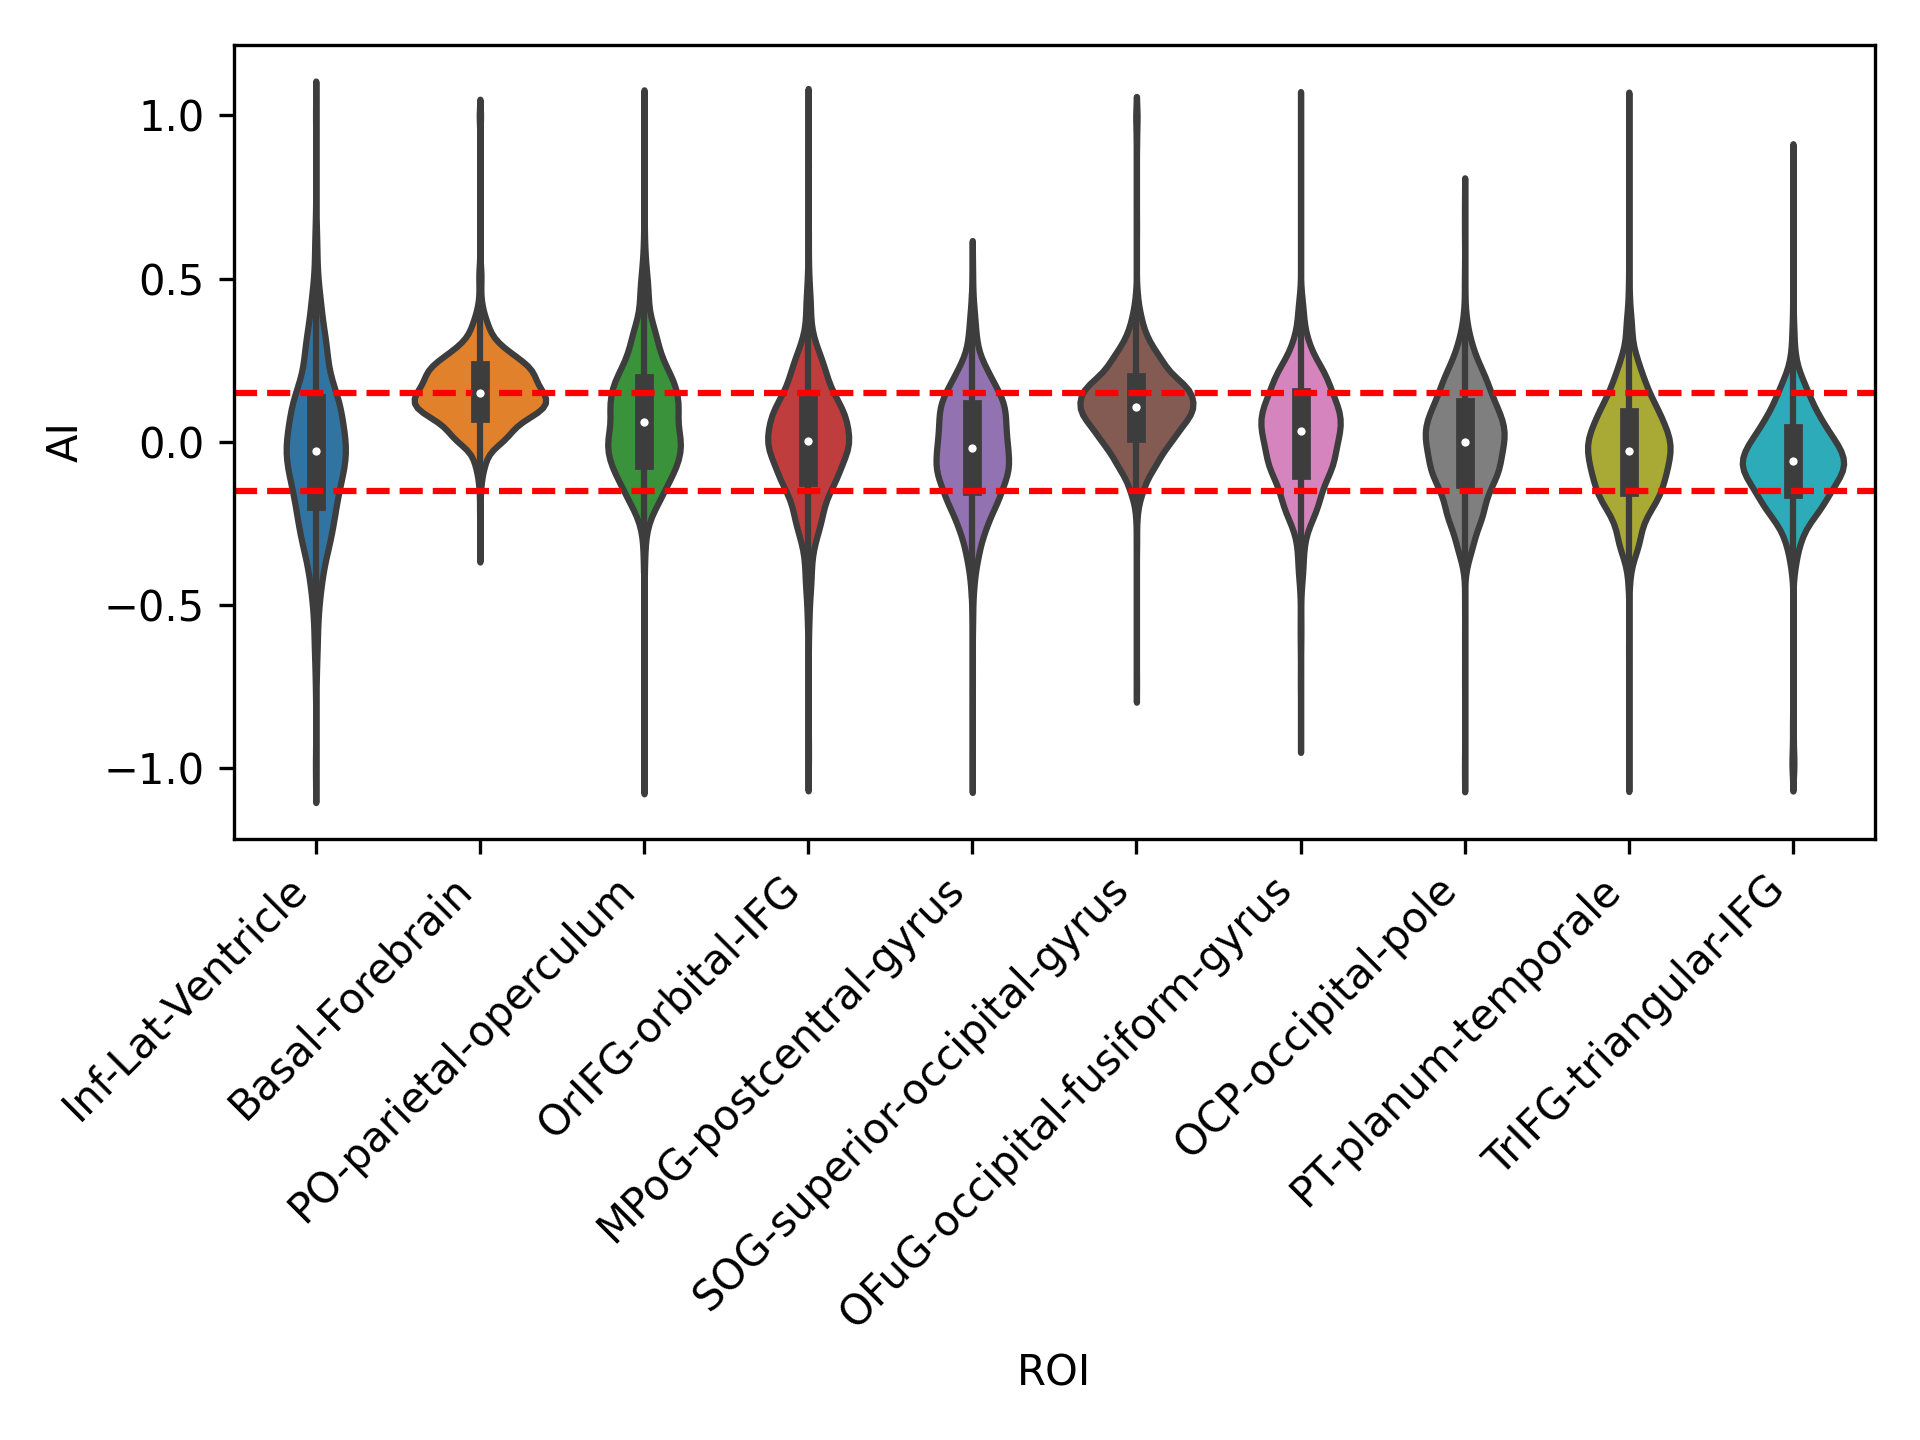 1.0
0.5
0.0
−0.5
−1.0
AI
Inf-Lat-Ventricle
Basal-Forebrain
PO-parietal-operculum
OrIFG-orbital-IFG
MPoG-postcentral-gyrus
SOG-superior-occipital-gyrus
OFuG-occipital-fusiform-gyrus
OCP-occipital-pole
PT-planum-temporale
TrIFG-triangular-IFG
ROI